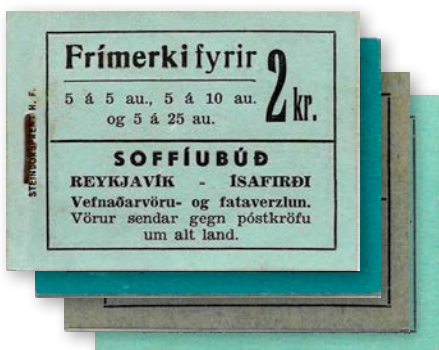 Frímerki fyrir
2 kr.
5 á 5 au., 5 á 10 au.
og 5 á 25 au.
STEINDÓRSPRENT H. F.
SOFFÍUBÚÐ
REYKJAVÍK - ÍSAFIRÐI
Vefnaðarvöru- og fataverzlun.
Vörur sendar gegn póstkröfu
um alt land.